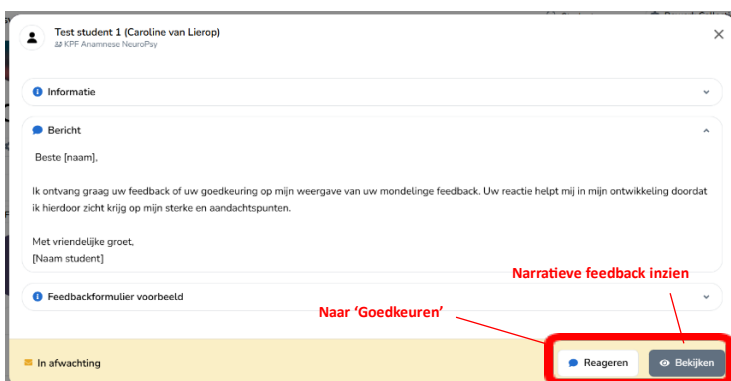 Test student 1 (Caroline van Lierop)
KPF Anamnese NeuroPsy
Informatie
Bericht
Beste [naam],
Ik ontvang graag uw feedback of uw goedkeuring op mijn weergave van uw mondelinge feedback. Uw reactie helpt mij in mijn ontwikkeling doordat
ik hierdoor zicht krijg op mijn sterke en aandachtspunten.
Met vriendelijke groet,
[Naam student]
Narratieve feedback inzien
Feedbackformulier voorbeeld
Naar ‘Goedkeuren’
In afwachting
Reageren
Bekijken